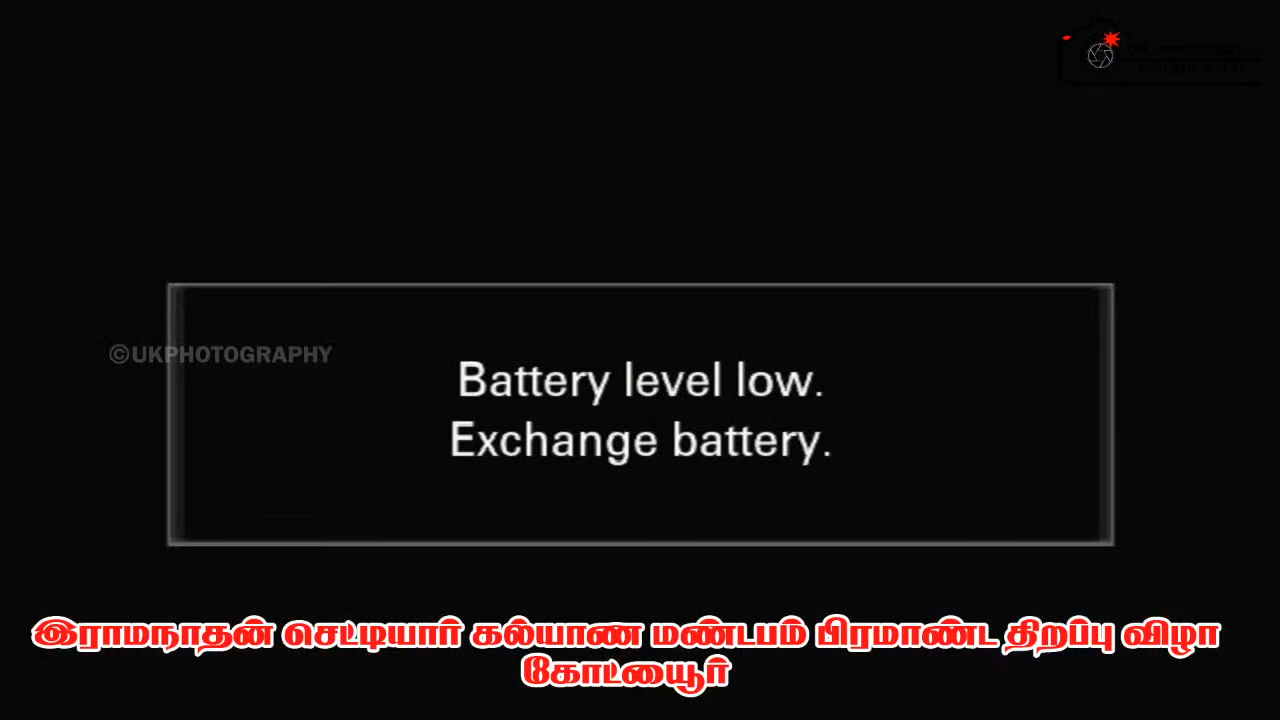 ©UKPHOTOGRAPHY
Battery level low.
Exchange battery.
இராமநாதன் செட்டியார் கல்யாண மண்டபம் பிரமாண்ட திறப்பு விழா
கோட்யைூர்